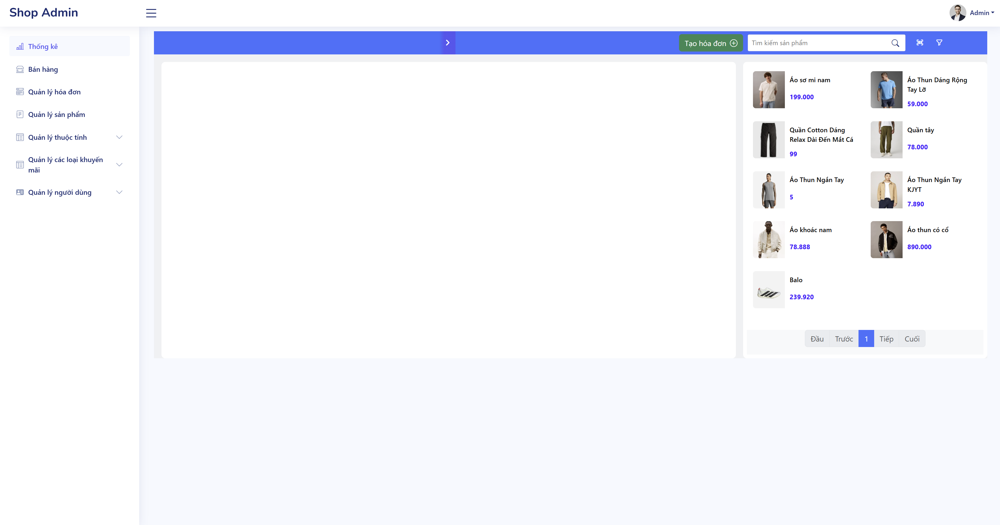 Shop Admin
Admin
Thống kê
Bán hàng
Quản lý hóa đơn
Quản lý sản phẩm
Quản lý thuộc tính
Quản lý các loại khuyến
mãi
Quản lý người dùng
Tạo hóa đơn
Tìm kiếm sản phẩm
Áo sơ mi nam
199.000
Áo Thun Dáng Rộng
Tay Lỡ
59.000
Quần Cotton Dáng
Relax Dài Đến Mắt Cá
99
Quần tây
78.000
Áo Thun Ngắn Tay
5
Áo Thun Ngắn Tay
KJYT
7.890
Áo khoác nam
78.888
Áo thun có cổ
890.000
Balo
239.920
Đầu Trước 1 Tiếp Cuối